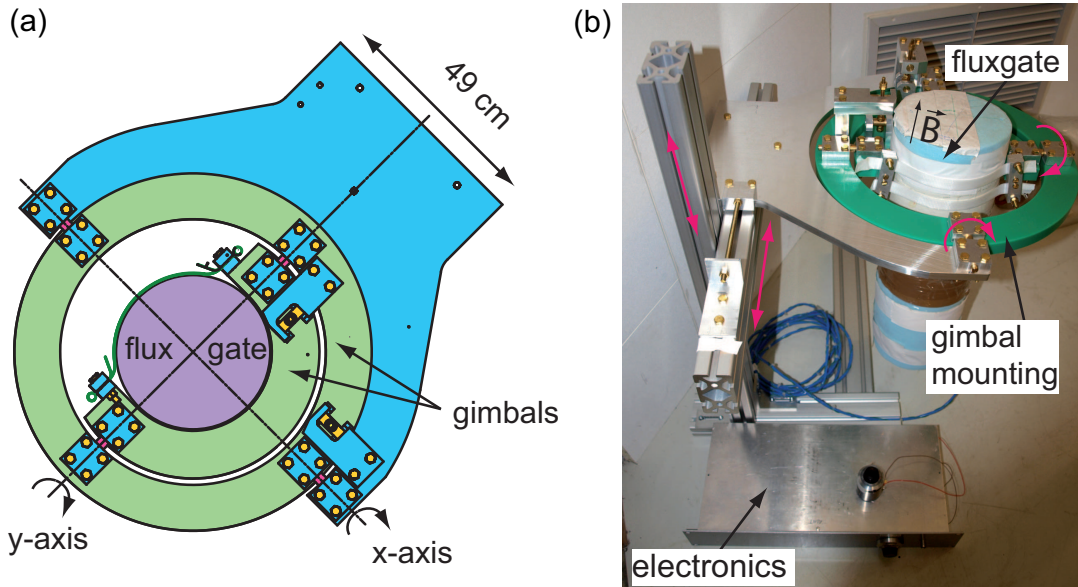 (a)
49 cm
flux gate
gimbals
y-axis
x-axis
(b)
fluxgate
B
gimbal
mounting
electronics